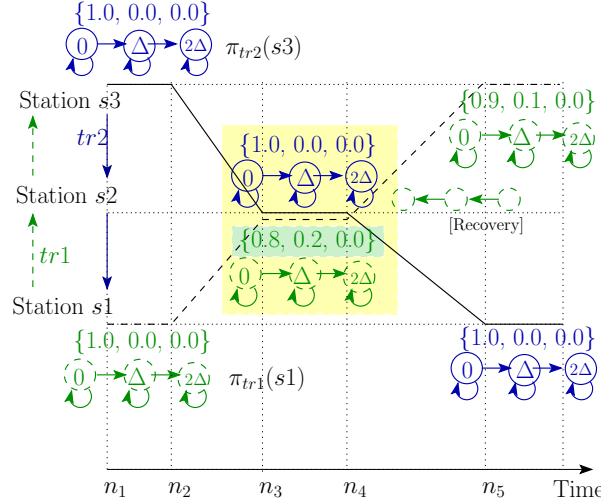 {1.0, 0.0, 0.0}
0 Δ 2Δ π_{tr2}(s3)
Station s3
tr2
{0.9, 0.1, 0.0}
0 Δ 2Δ
{1.0, 0.0, 0.0}
0 Δ 2Δ
Station s2
[Recovery]
{0.8, 0.2, 0.0}
tr1
0 Δ 2Δ
Station s1
{1.0, 0.0, 0.0}
0 Δ 2Δ π_{tr1}(s1)
{1.0, 0.0, 0.0}
0 Δ 2Δ
n_1 n_2 n_3 n_4 n_5 Time